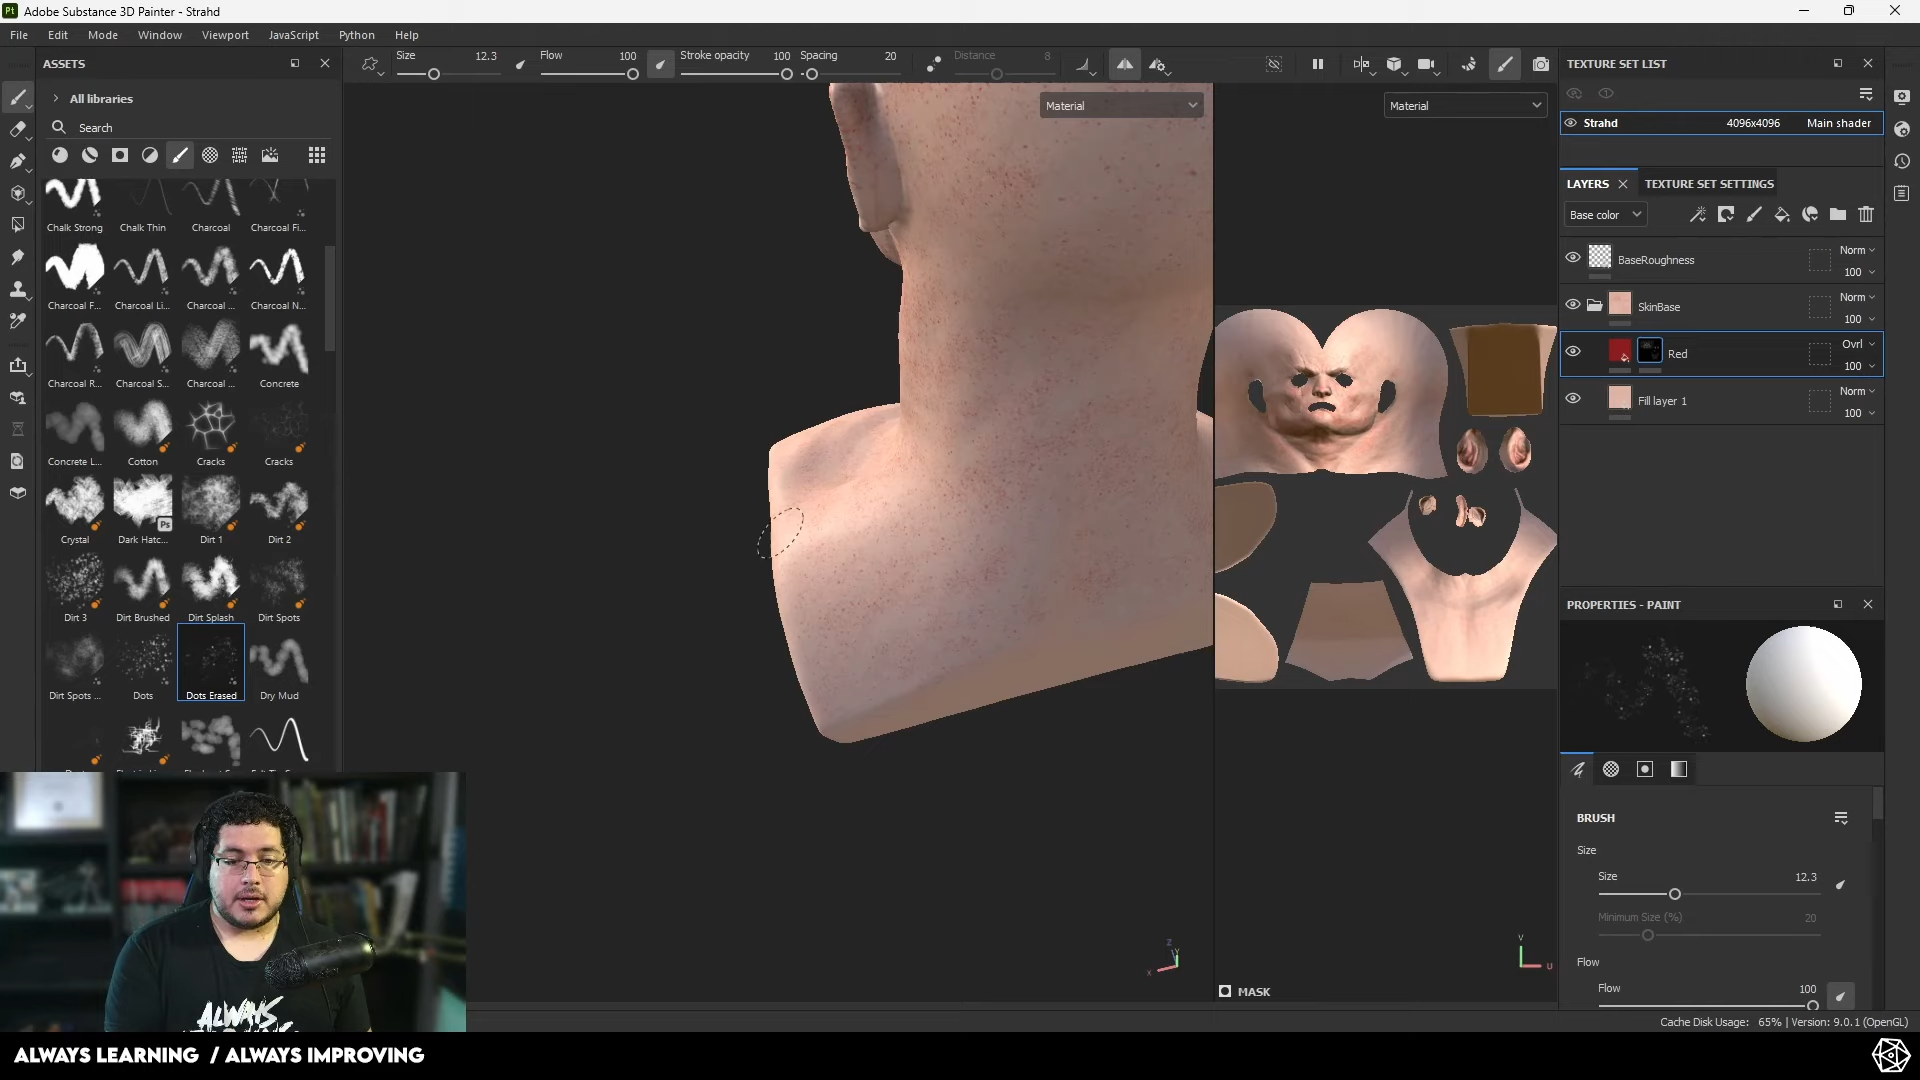 Pt Adobe Substance 3D Painter - Strahd
File Edit Mode Window Viewport JavaScript Python Help
ASSETS
All libraries
Search
Chalk Strong Chalk Thin Charcoal Charcoal Fi...
Charcoal F... Charcoal Li... Charcoal ... Charcoal N...
Charcoal R... Charcoal S... Charcoal ... Concrete
Concrete L... Cotton Cracks Cracks
Ps
Crystal Dark Hatc... Dirt 1 Dirt 2
Dirt 3 Dirt Brushed Dirt Splash Dirt Spots
Dirt Spots ... Dots Dots Erased Dry Mud
Size 12.3 Flow 100 Stroke opacity 100 Spacing 20 Distance 8
Material
Material
Z
Y
X
V
U
MASK
TEXTURE SET LIST
Strahd 4096x4096 Main shader
LAYERS TEXTURE SET SETTINGS
Base color
BaseRoughness Norm
100
SkinBase Norm
100
Red Ovrl
100
Fill layer 1 Norm
100
PROPERTIES - PAINT
BRUSH
Size
Size 12.3
Minimum Size (%) 20
Flow
Flow 100
Cache Disk Usage: 65% | Version: 9.0.1 (OpenGL)
ALWAYS
ALWAYS LEARNING / ALWAYS IMPROVING